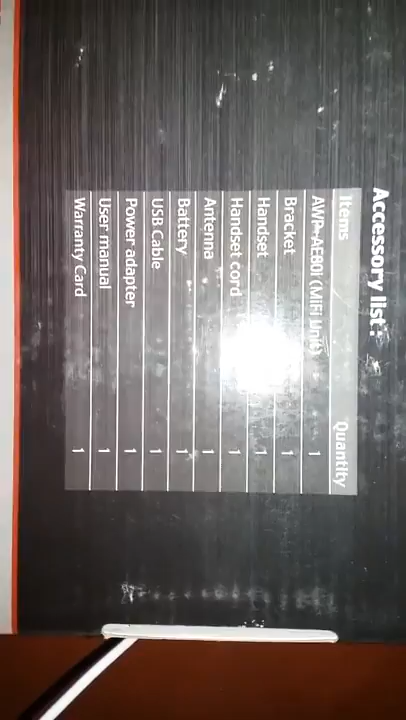 Accessory list:
Items Quantity
AWP-AE80I (MiFi Unit) 1
Bracket 1
Handset 1
Handset cord 1
Antenna 1
Battery 1
USB Cable 1
Power adapter 1
User manual 1
Warranty Card 1